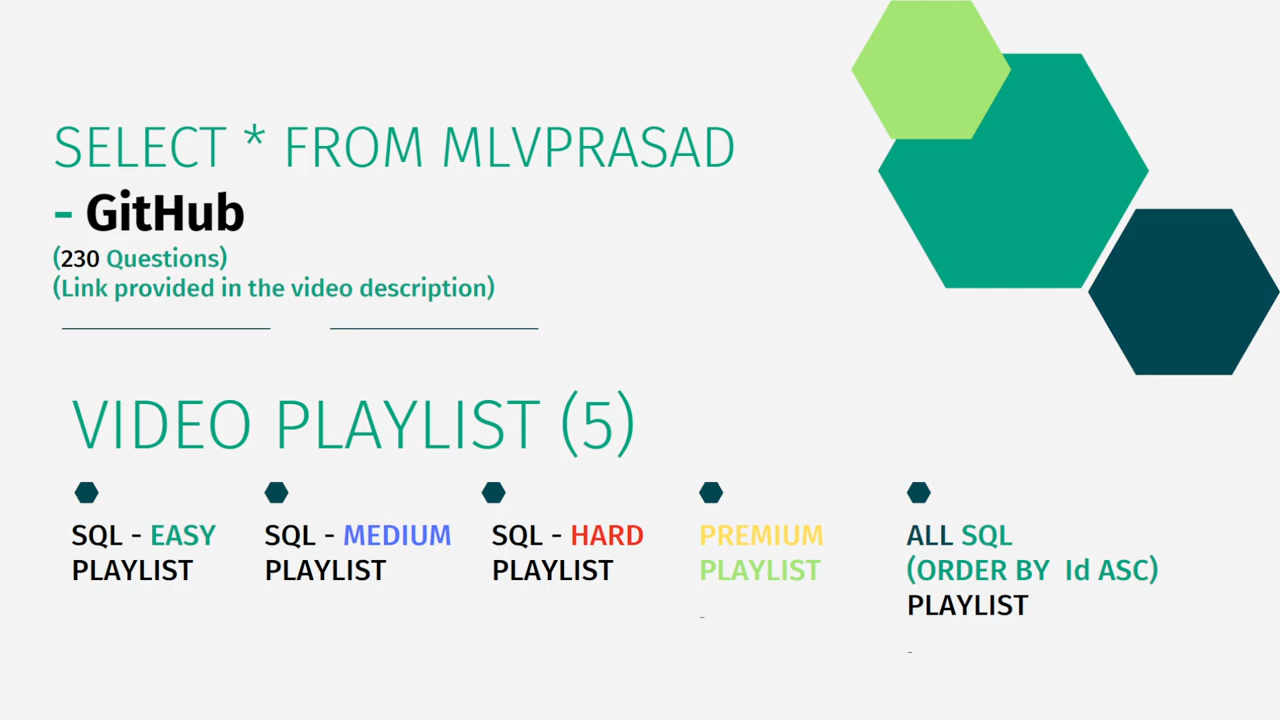 SELECT * FROM MLVPRASAD
- GitHub
(230 Questions)
(Link provided in the video description)
VIDEO PLAYLIST (5)
SQL - EASY
PLAYLIST
SQL - MEDIUM
PLAYLIST
SQL - HARD
PLAYLIST
PREMIUM
PLAYLIST
-
ALL SQL
(ORDER BY Id ASC)
PLAYLIST
-